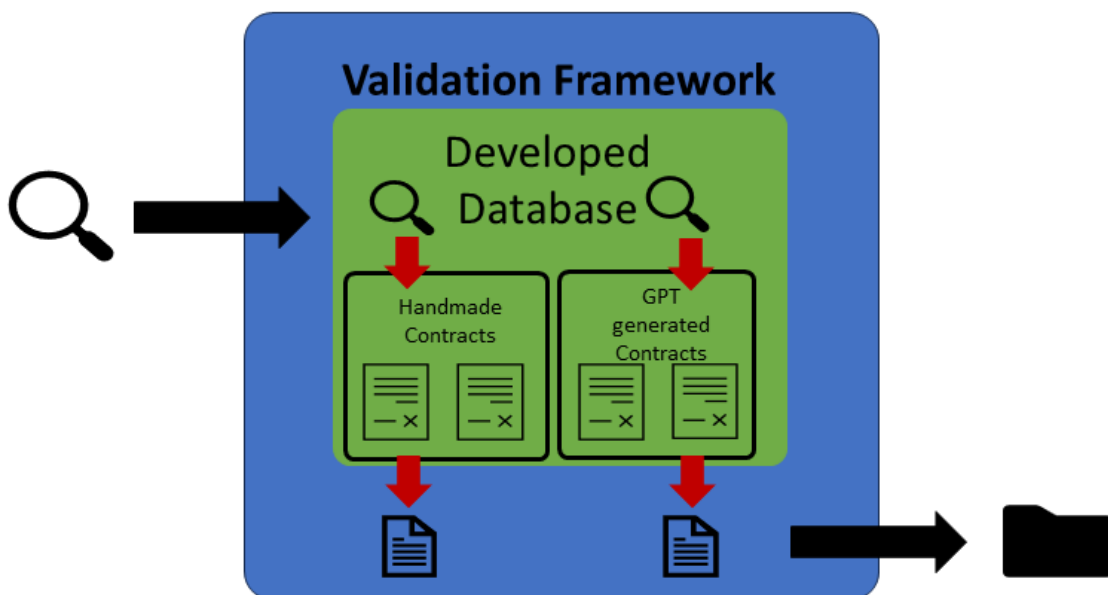 Validation Framework
Developed
Database
Handmade
Contracts
GPT
generated
Contracts